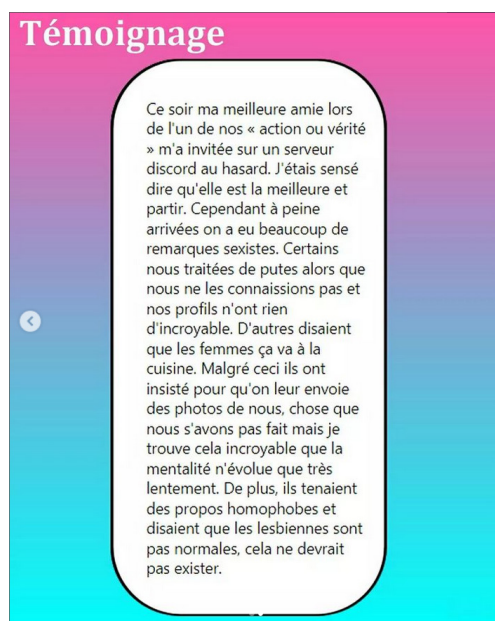 Témoignage
Ce soir ma meilleure amie lors
de l'un de nos « action ou vérité
» m'a invitée sur un serveur
discord au hasard. J'étais sensé
dire qu'elle est la meilleure et
partir. Cependant à peine
arrivées on a eu beaucoup de
remarques sexistes. Certains
nous traitées de putes alors que
nous ne les connaissions pas et
nos profils n'ont rien
d'incroyable. D'autres disaient
que les femmes ça va à la
cuisine. Malgré ceci ils ont
insisté pour qu'on leur envoie
des photos de nous, chose que
nous s'avons pas fait mais je
trouve cela incroyable que la
mentalité n'évolue que très
lentement. De plus, ils tenaient
des propos homophobes et
disaient que les lesbiennes sont
pas normales, cela ne devrait
pas exister.